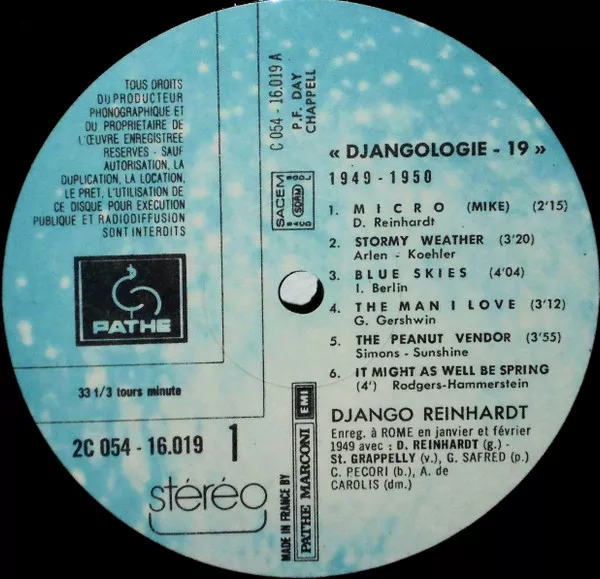 TOUS DROITS
DU PRODUCTEUR
PHONOGRAPHIQUE ET
DU PROPRIETAIRE DE
L'ŒUVRE ENREGISTREE
RESERVES - SAUF
AUTORISATION, LA
DUPLICATION, LA LOCATION,
LE PRET, L'UTILISATION DE
CE DISQUE POUR EXECUTION
PUBLIQUE ET RADIODIFFUSION
SONT INTERDITS
PATHE
33 1/3 tours minute
2C 054 - 16.019 1
stéréo
C 054 - 16.019 A
P.F. DAY
CHAPPELL
SACEM
SDRM
MADE IN FRANCE BY
PATHE MARCONI EMI
« DJANGOLOGIE - 19 »
1949 - 1950
1. MICRO (MIKE) (2'15)
D. Reinhardt
2. STORMY WEATHER (3'20)
Arlen - Koehler
3. BLUE SKIES (4'04)
I. Berlin
4. THE MAN I LOVE (3'12)
G. Gershwin
5. THE PEANUT VENDOR (3'55)
Simons - Sunshine
6. IT MIGHT AS WELL BE SPRING
(4') Rodgers-Hammerstein
DJANGO REINHARDT
Enreg. à ROME en janvier et février
1949 avec : D. REINHARDT (g.) -
St. GRAPPELLY (v.), G. SAFRED (p.)
C. PECORI (b.), A. de
CAROLIS (dm.)